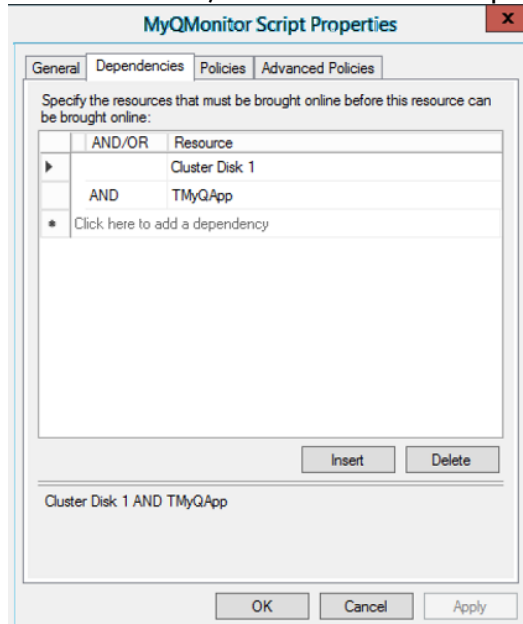 MyQMonitor Script Properties
x
General Dependencies Policies Advanced Policies
Specify the resources that must be brought online before this resource can
be brought online:
AND/OR Resource
Cluster Disk 1
AND TMyQApp
Click here to add a dependency
Insert Delete
Cluster Disk 1 AND TMyQApp
OK Cancel Apply